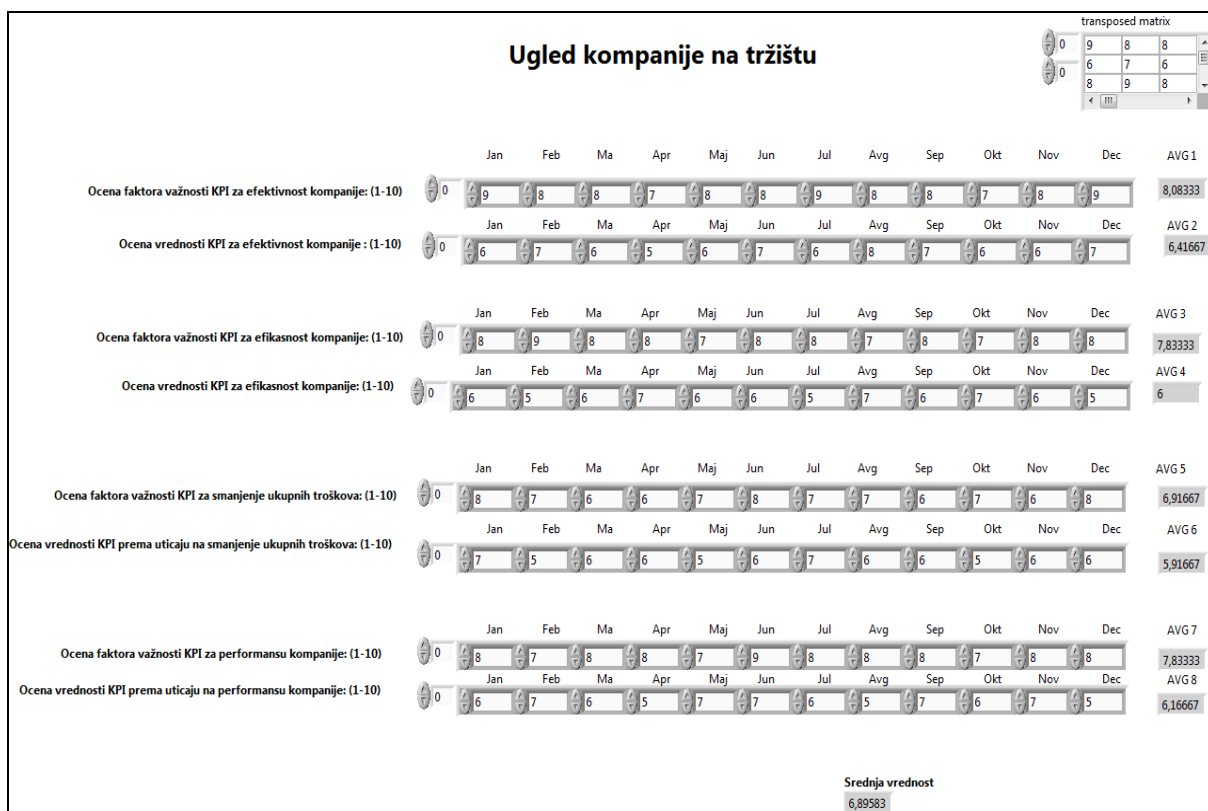 transposed matrix
Ugled kompanije na tržištu
0 9 8 8
6 7 6
0 8 9 8
Jan Feb Ma Apr Maj Jun Jul Avg Sep Okt Nov Dec AVG 1
Ocena faktora važnosti KPI za efektivnost kompanije: (1-10) 0 9 8 8 7 8 8 9 8 8 7 8 9 8,08333
Jan Feb Ma Apr Maj Jun Jul Avg Sep Okt Nov Dec AVG 2
Ocena vrednosti KPI za efektivnost kompanije : (1-10) 0 6 7 6 5 6 7 6 8 7 6 6 7 6,41667
Jan Feb Ma Apr Maj Jun Jul Avg Sep Okt Nov Dec AVG 3
Ocena faktora važnosti KPI za efikasnost kompanije: (1-10) 0 8 9 8 8 7 8 8 7 8 7 8 8 7,83333
Jan Feb Ma Apr Maj Jun Jul Avg Sep Okt Nov Dec AVG 4
Ocena vrednosti KPI za efikasnost kompanije: (1-10) 0 6 5 6 7 6 6 5 7 6 7 6 5 6
Jan Feb Ma Apr Maj Jun Jul Avg Sep Okt Nov Dec AVG 5
Ocena faktora važnosti KPI za smanjenje ukupnih troškova: (1-10) 0 8 7 6 6 7 8 7 7 6 7 6 8 6,91667
Jan Feb Ma Apr Maj Jun Jul Avg Sep Okt Nov Dec AVG 6
Ocena vrednosti KPI prema uticaju na smanjenje ukupnih troškova: (1-10) 0 7 5 6 6 5 6 7 6 6 5 6 6 5,91667
Jan Feb Ma Apr Maj Jun Jul Avg Sep Okt Nov Dec AVG 7
Ocena faktora važnosti KPI za performansu kompanije: (1-10) 0 8 7 8 8 7 9 8 8 8 7 8 8 7,83333
Jan Feb Ma Apr Maj Jun Jul Avg Sep Okt Nov Dec AVG 8
Ocena vrednosti KPI prema uticaju na performansu kompanije: (1-10) 0 6 7 6 5 7 7 6 5 7 6 7 5 6,16667
Srednja vrednost
6,89583